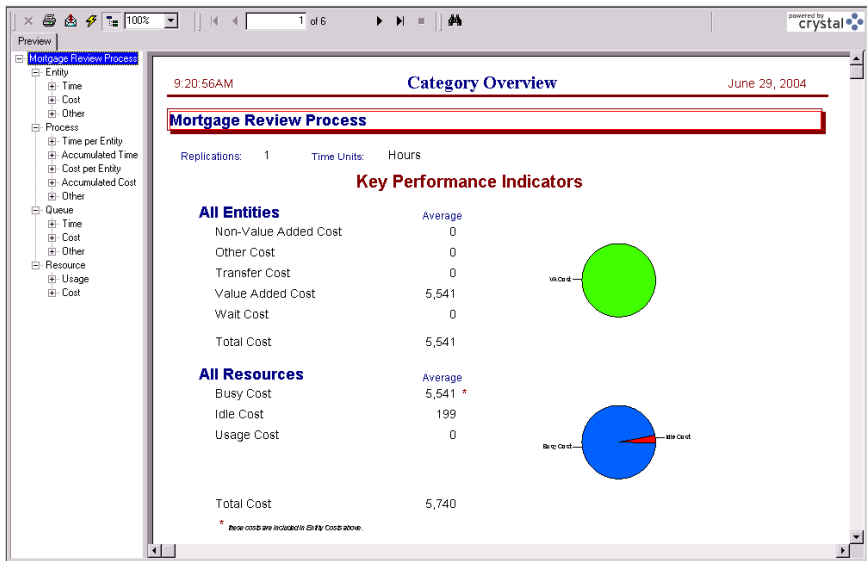 100%
1 of 6
powered by
crystal
Preview
Mortgage Review Process
Entity
Time
Cost
Other
Process
Time per Entity
Accumulated Time
Cost per Entity
Accumulated Cost
Other
Queue
Time
Cost
Other
Resource
Usage
Cost
9:20:56AM Category Overview June 29, 2004
Mortgage Review Process
Replications: 1 Time Units: Hours
Key Performance Indicators
All Entities Average
Non-Value Added Cost 0
Other Cost 0
Transfer Cost 0
Value Added Cost 5,541
Wait Cost 0
Total Cost 5,541
VA Cost
All Resources Average
Busy Cost 5,541 *
Idle Cost 199
Usage Cost 0
Busy Cost
Idle Cost
Total Cost 5,740
* these costs are included in Entity Costs above.